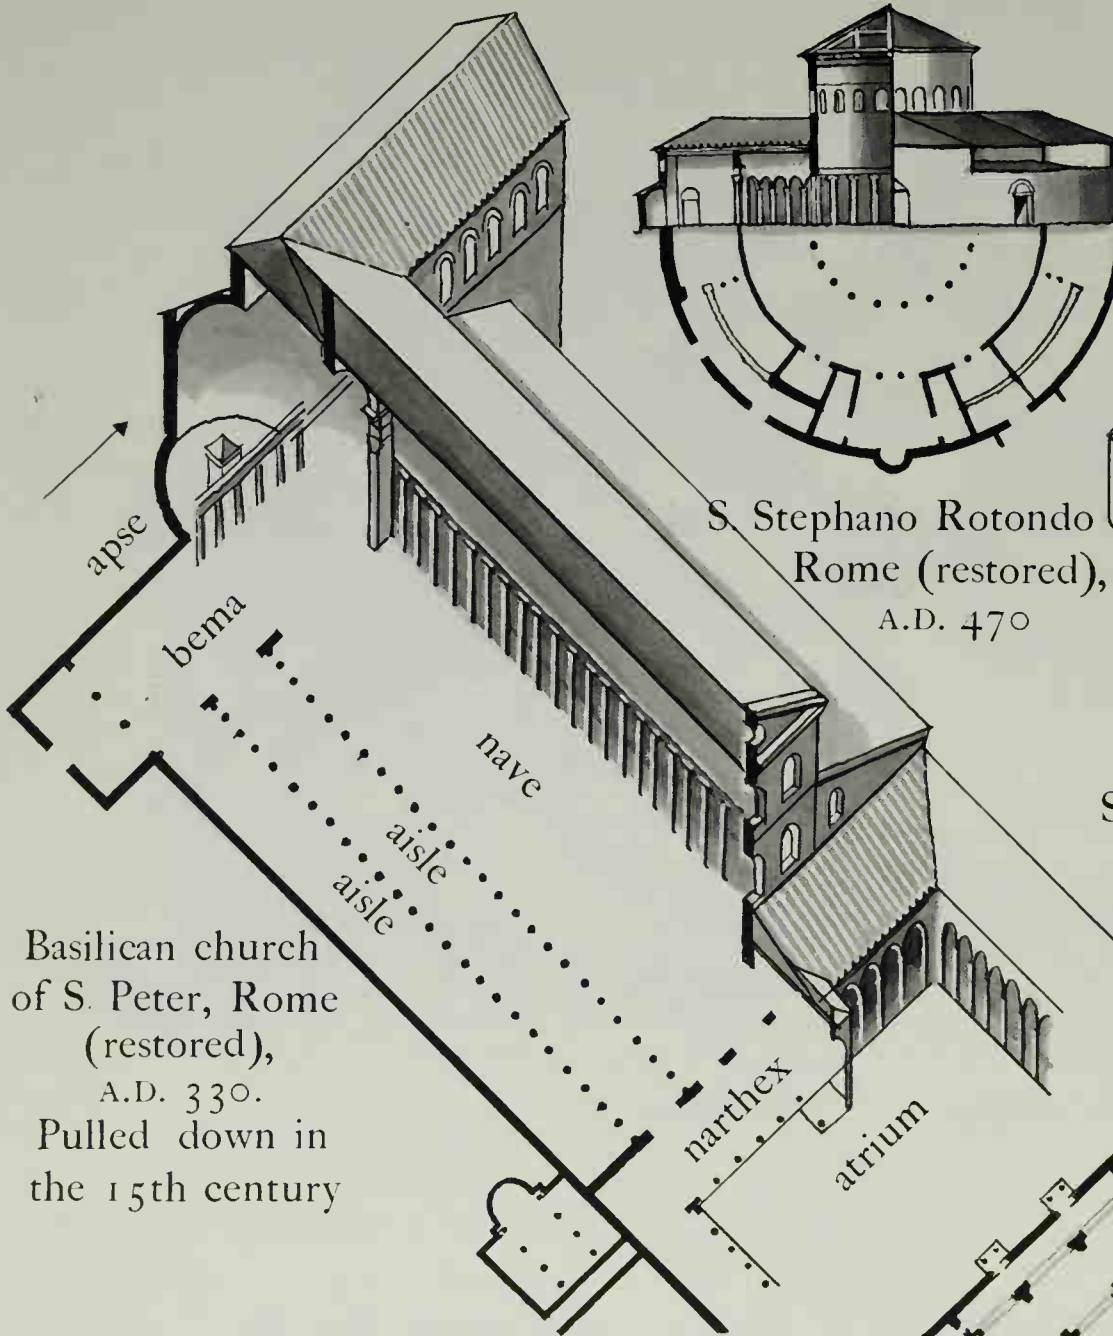 S. Stephano Rotondo
Rome (restored),
A.D. 470
apse
bema
nave
aisle
aisle
narthex
atrium
Basilican church
of S. Peter, Rome
(restored),
A.D. 330.
Pulled down in
the 15th century
S